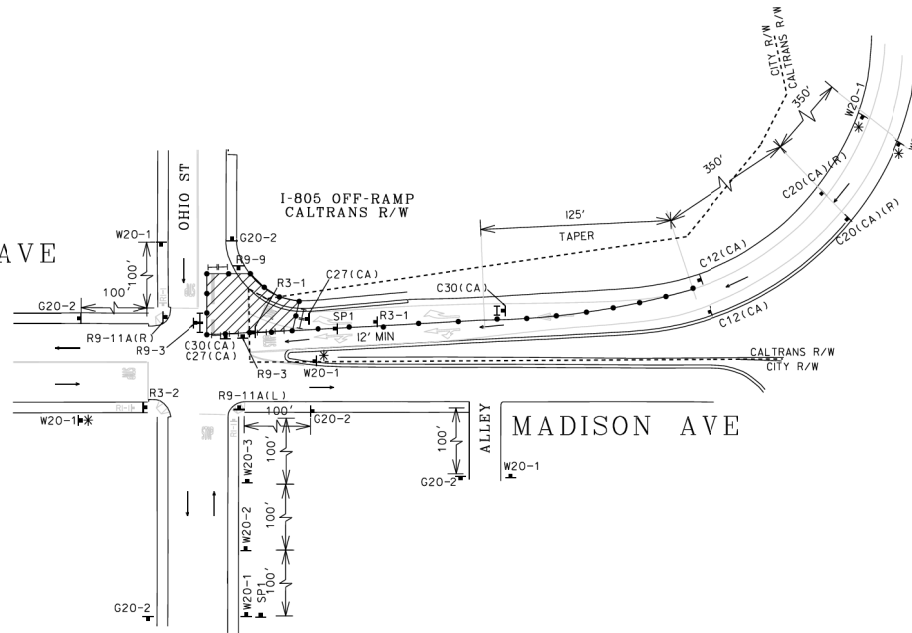 CITY R/W
CALTRANS R/W
350'
W20-1
350'
C20(CA)(R)
C20(CA)(R)
OHIO ST
I-805 OFF-RAMP
CALTRANS R/W
125'
TAPER
W20-1
G20-2
AVE
R9-9
C12(CA)
R3-1
C27(CA)
C30(CA)
100'
100'
G20-2
SP1
R3-1
C12(CA)
R9-11A(R)
12' MIN
R9-3
C30(CA)
C27(CA)
CALTRANS R/W
CITY R/W
R9-3
W20-1
STOP
R3-2
R9-11A(L)
100'
G20-2
W20-1
STOP
100'
ALLEY
100'
MADISON AVE
W20-3
G20-2
W20-1
W20-2
100'
W20-1
SP1
100'
G20-2